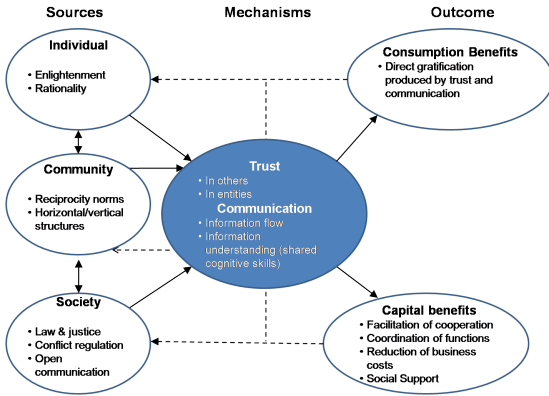 Sources
Mechanisms
Outcome
Individual
• Enlightenment
• Rationality
Community
• Reciprocity norms
• Horizontal/vertical
structures
Society
• Law & justice
• Conflict regulation
• Open
communication
Trust
• In others
• In entities
Communication
• Information flow
• Information
understanding (shared
cognitive skills)
Consumption Benefits
• Direct gratification
produced by trust and
communication
Capital benefits
• Facilitation of cooperation
• Coordination of functions
• Reduction of business
costs
• Social Support